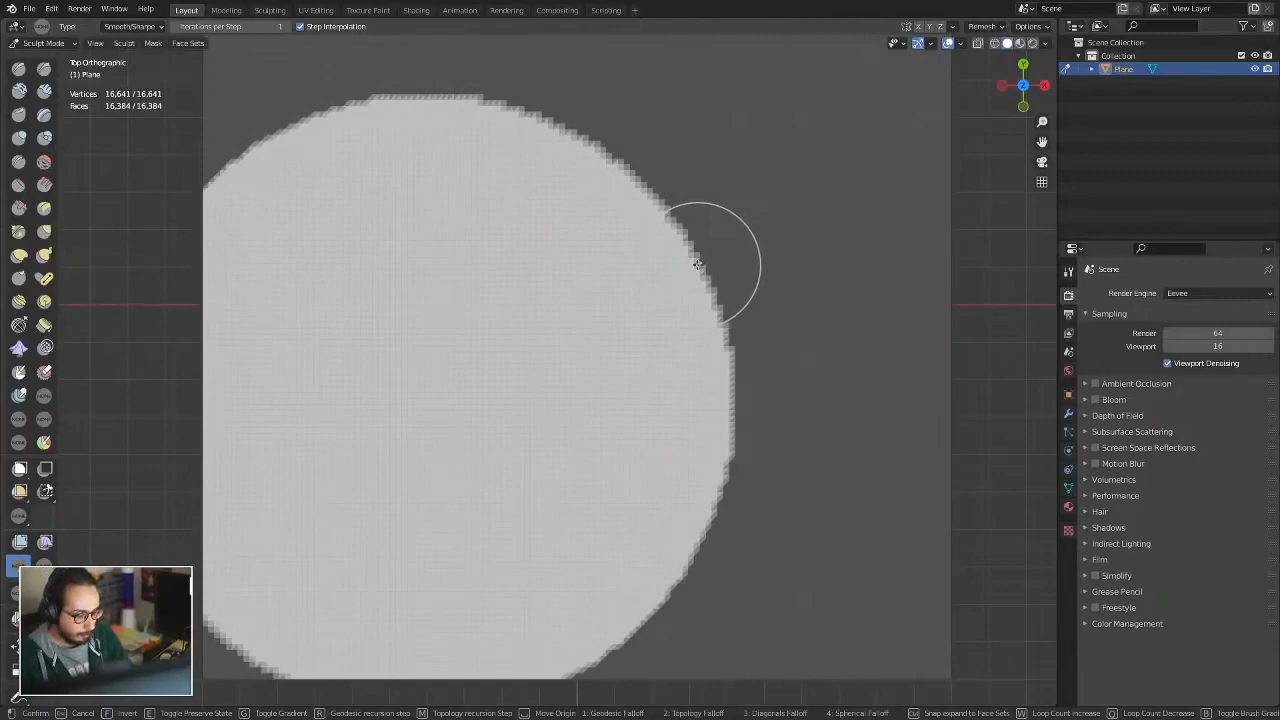 File Edit Render Window Help Layout Modeling Sculpting UV Editing Texture Paint Shading Animation Rendering Compositing Scripting + Scene View Layer
Type: Smooth/Sharpe Iterations per Step 1 Step Interpolation X Y Z Remesh Options
Sculpt Mode View Sculpt Mask Face Sets
Top Orthographic
(1) Plane
Vertices 16,641 / 16,641
Faces 16,384 / 16,384
Y
Z X
Scene Collection
Collection
Plane
Scene
Render Engine Eevee
Sampling
Render 64
Viewport 16
Viewport Denoising
Ambient Occlusion
Bloom
Depth of Field
Subsurface Scattering
Screen Space Reflections
Motion Blur
Volumetrics
Performance
Hair
Shadows
Indirect Lighting
Film
Simplify
Grease Pencil
Freestyle
Color Management
Confirm Esc Cancel F Invert E Toggle Preserve State G Toggle Gradient R Geodesic recursion step M Topology recursion Step Move Origin 1: Geodesic Falloff 2: Topology Falloff 3: Diagonals Falloff 4: Spherical Falloff Ctrl Snap expand to Face Sets W Loop Count Increase Q Loop Count Decrease B Toggle Brush Grad